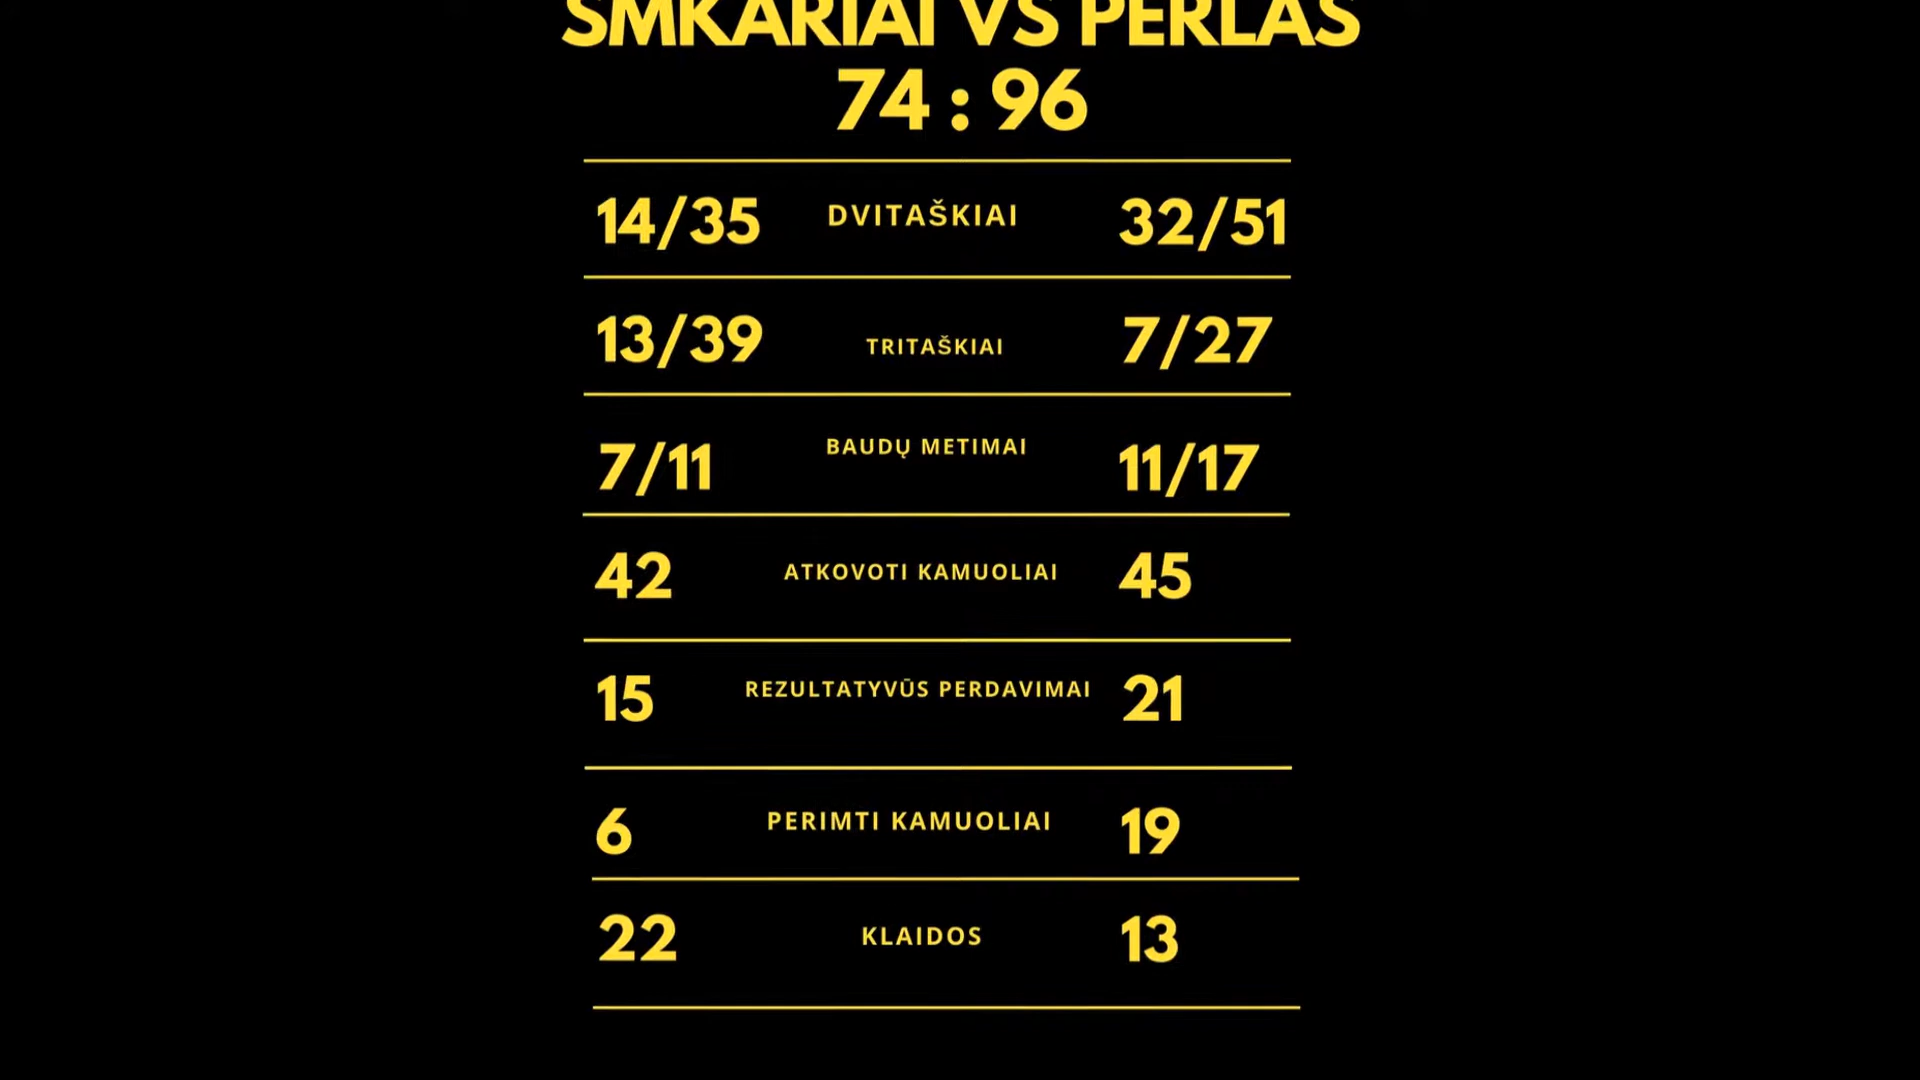 SMKARIAI VS PERLAS
74 : 96
14/35 DVITAŠKIAI 32/51
13/39 TRITAŠKIAI 7/27
7/11 BAUDŲ METIMAI 11/17
42 ATKOVOTI KAMUOLIAI 45
15 REZULTATYVŪS PERDAVIMAI 21
6 PERIMTI KAMUOLIAI 19
22 KLAIDOS 13